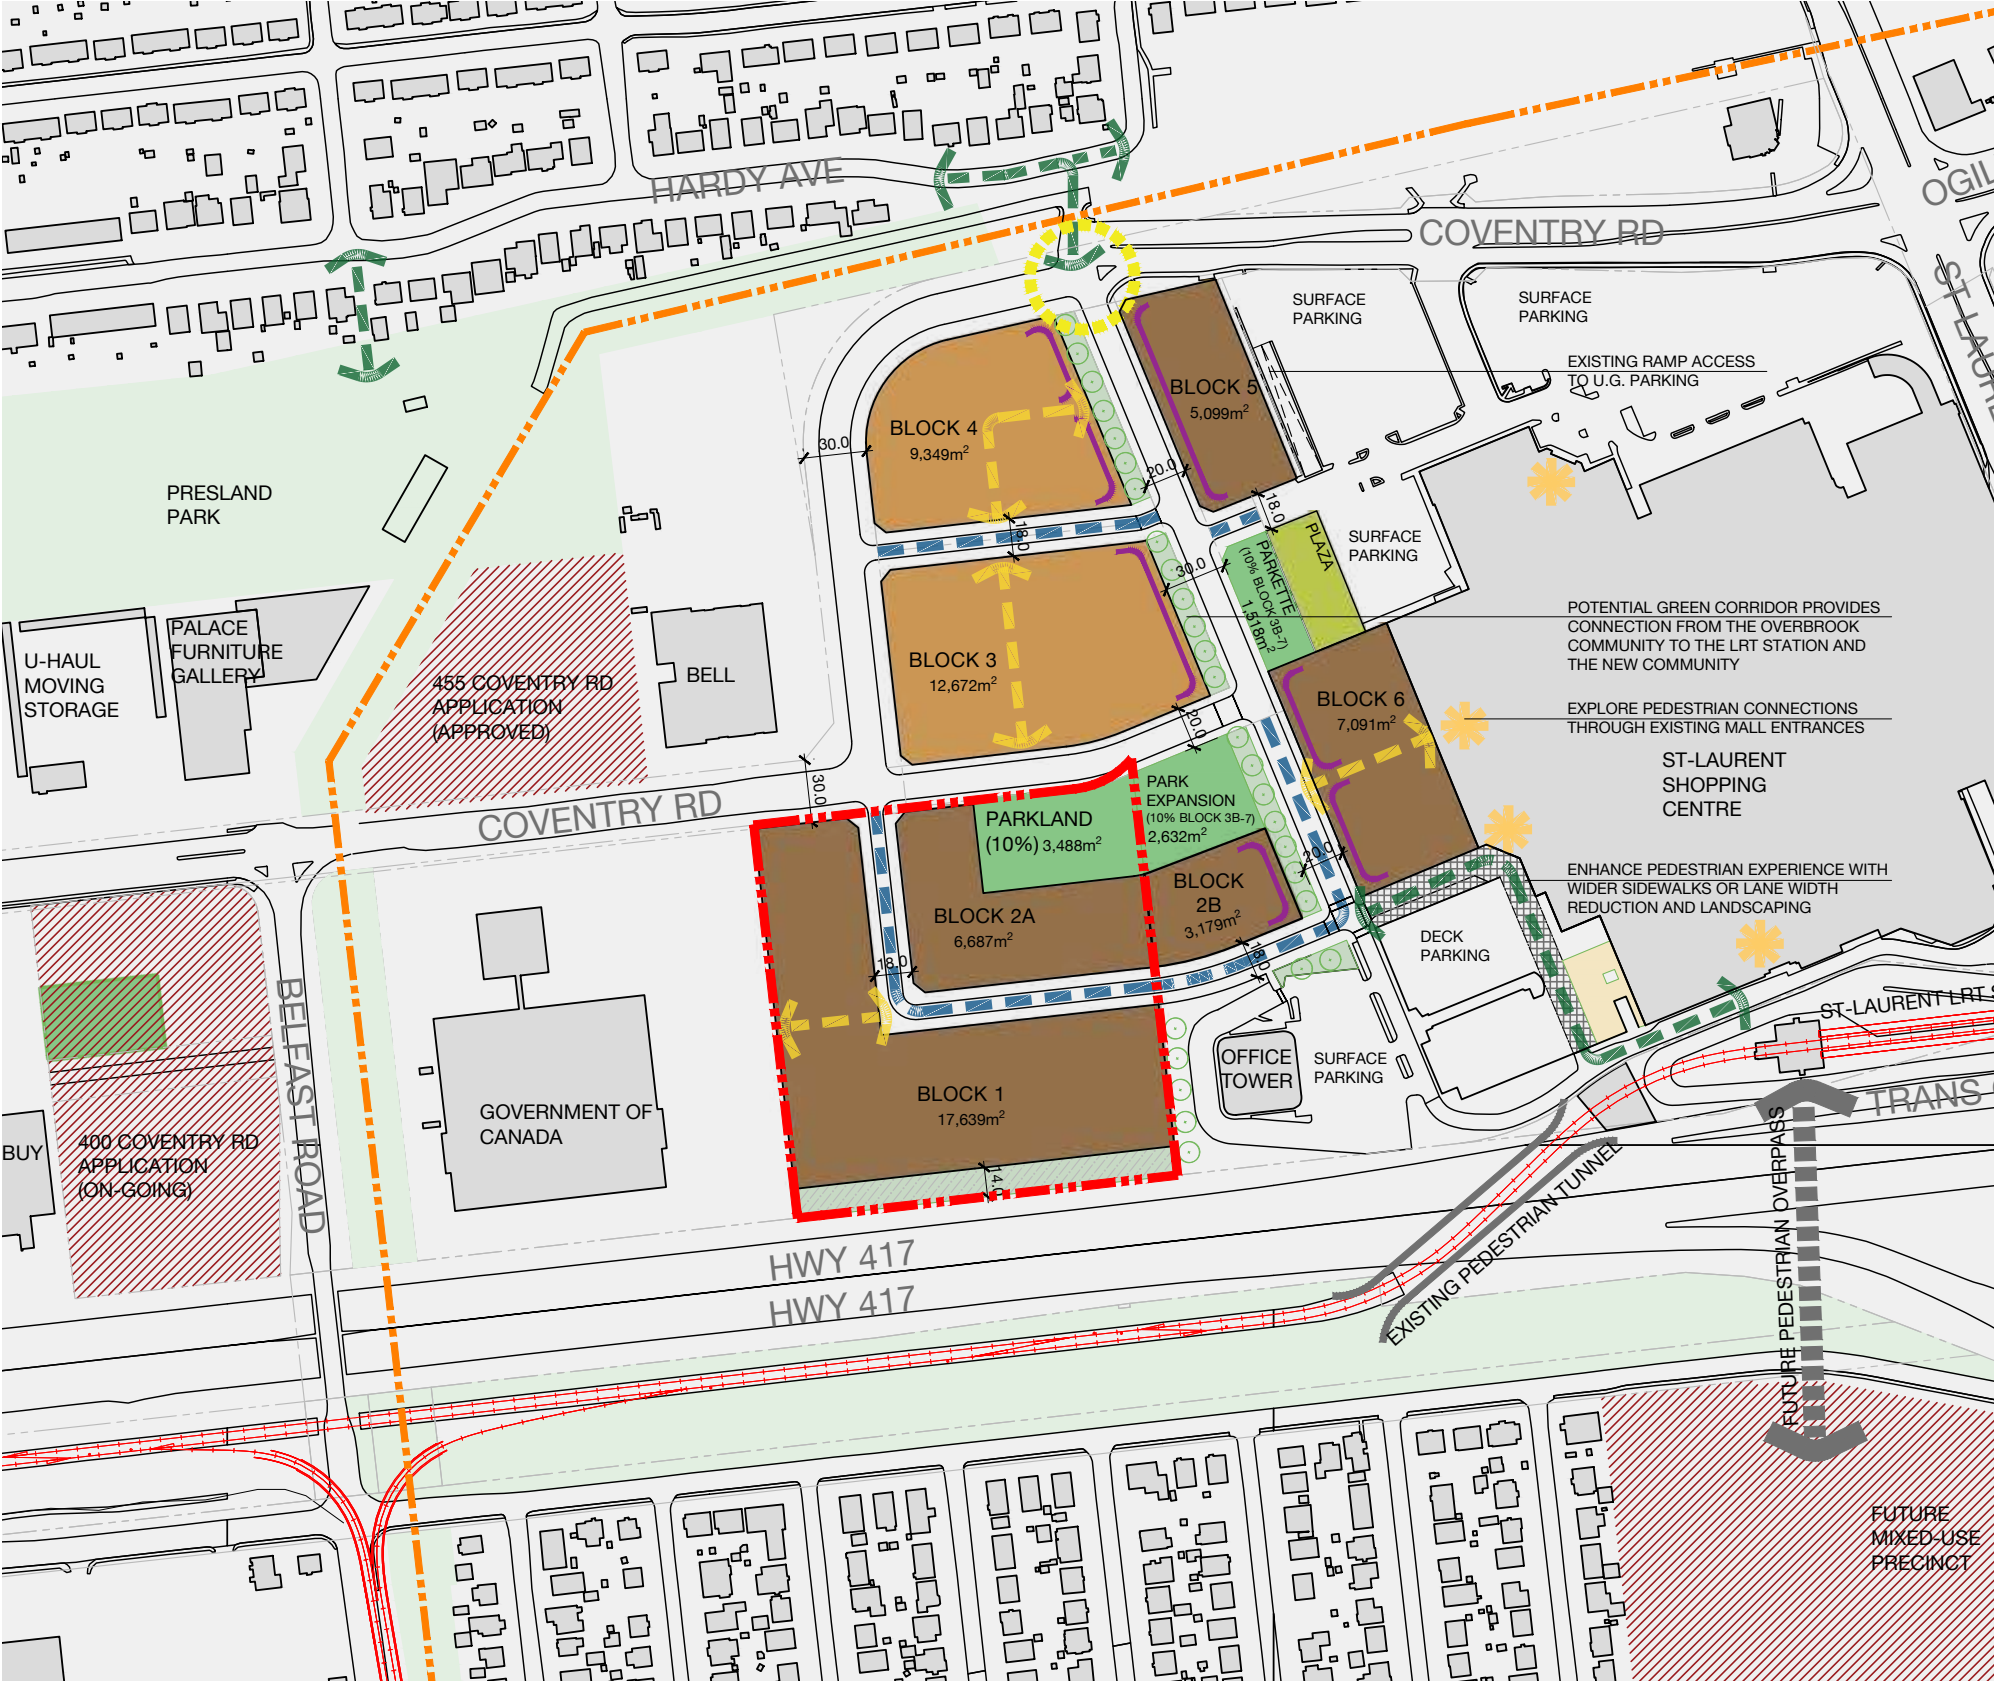 HARDY AVE
COVENTRY RD
SURFACE
PARKING
SURFACE
PARKING
EXISTING RAMP ACCESS
TO U.G. PARKING
BLOCK 5
5,099m²
BLOCK 4
9,349m²
30.0
20.0
18.0
18.0
PRESLAND
PARK
PLAZA
SURFACE
PARKING
PARKETTE
(10% BLOCK 3B-7)
1,518m²
30.0
POTENTIAL GREEN CORRIDOR PROVIDES
CONNECTION FROM THE OVERBROOK
COMMUNITY TO THE LRT STATION AND
THE NEW COMMUNITY
PALACE
FURNITURE
GALLERY
U-HAUL
MOVING
STORAGE
455 COVENTRY RD
APPLICATION
(APPROVED)
BELL
BLOCK 3
12,672m²
20.0
BLOCK 6
7,091m²
EXPLORE PEDESTRIAN CONNECTIONS
THROUGH EXISTING MALL ENTRANCES
ST-LAURENT
SHOPPING
CENTRE
30.0
COVENTRY RD
PARKLAND
(10%) 3,488m²
PARK
EXPANSION
(10% BLOCK 3B-7)
2,632m²
20.0
ENHANCE PEDESTRIAN EXPERIENCE WITH
WIDER SIDEWALKS OR LANE WIDTH
REDUCTION AND LANDSCAPING
BLOCK 2A
6,687m²
BLOCK
2B
3,179m²
18.0
18.0
DECK
PARKING
BELFAST ROAD
ST-LAURENT LRT
OFFICE
TOWER
SURFACE
PARKING
BLOCK 1
17,639m²
14.0
GOVERNMENT OF
CANADA
BUY
400 COVENTRY RD
APPLICATION
(ON-GOING)
HWY 417
HWY 417
EXISTING PEDESTRIAN TUNNEL
FUTURE PEDESTRIAN OVERPASS
FUTURE
MIXED-USE
PRECINCT